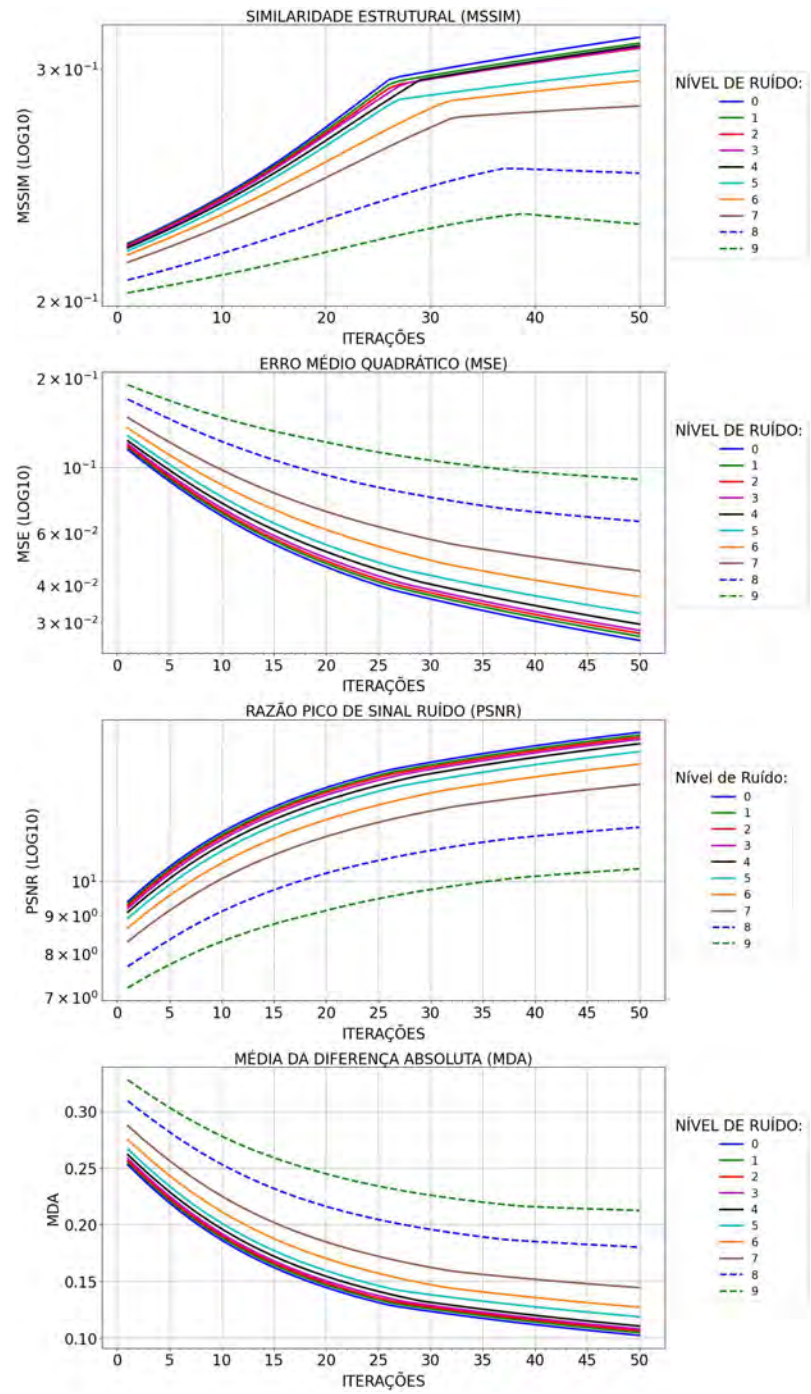 SIMILARIDADE ESTRUTURAL (MSSIM)
MSSIM (LOG10)
3 × 10⁻¹
2 × 10⁻¹
0 10 20 30 40 50
ITERAÇÕES
NÍVEL DE RUÍDO:
0
1
2
3
4
5
6
7
8
9
ERRO MÉDIO QUADRÁTICO (MSE)
MSE (LOG10)
2 × 10⁻¹
10⁻¹
6 × 10⁻²
4 × 10⁻²
3 × 10⁻²
0 5 10 15 20 25 30 35 40 45 50
ITERAÇÕES
NÍVEL DE RUÍDO:
0
1
2
3
4
5
6
7
8
9
RAZÃO PICO DE SINAL RUÍDO (PSNR)
PSNR (LOG10)
10¹
9 × 10⁰
8 × 10⁰
7 × 10⁰
0 5 10 15 20 25 30 35 40 45 50
ITERAÇÕES
Nível de Ruído:
0
1
2
3
4
5
6
7
8
9
MÉDIA DA DIFERENÇA ABSOLUTA (MDA)
MDA
0.30
0.25
0.20
0.15
0.10
0 5 10 15 20 25 30 35 40 45 50
ITERAÇÕES
NÍVEL DE RUÍDO:
0
1
2
3
4
5
6
7
8
9